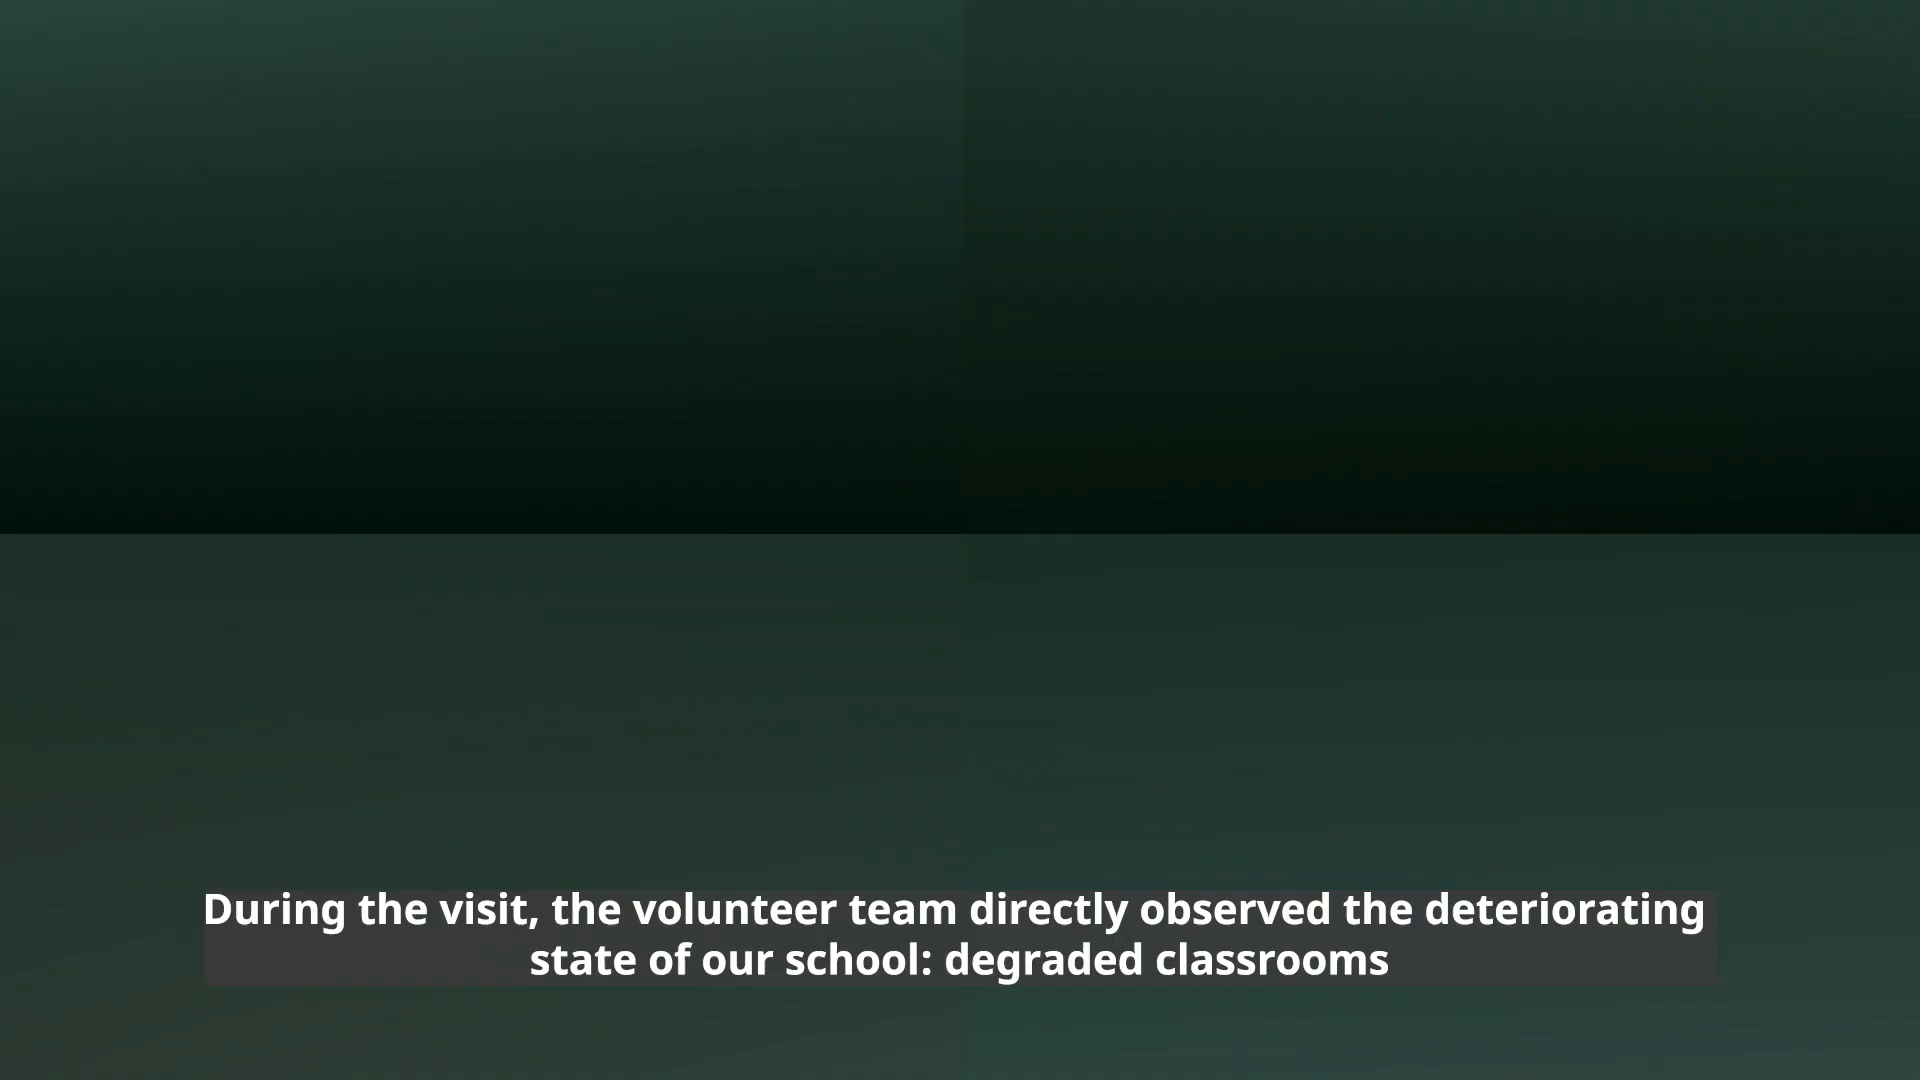 During the visit, the volunteer team directly observed the deteriorating
state of our school: degraded classrooms